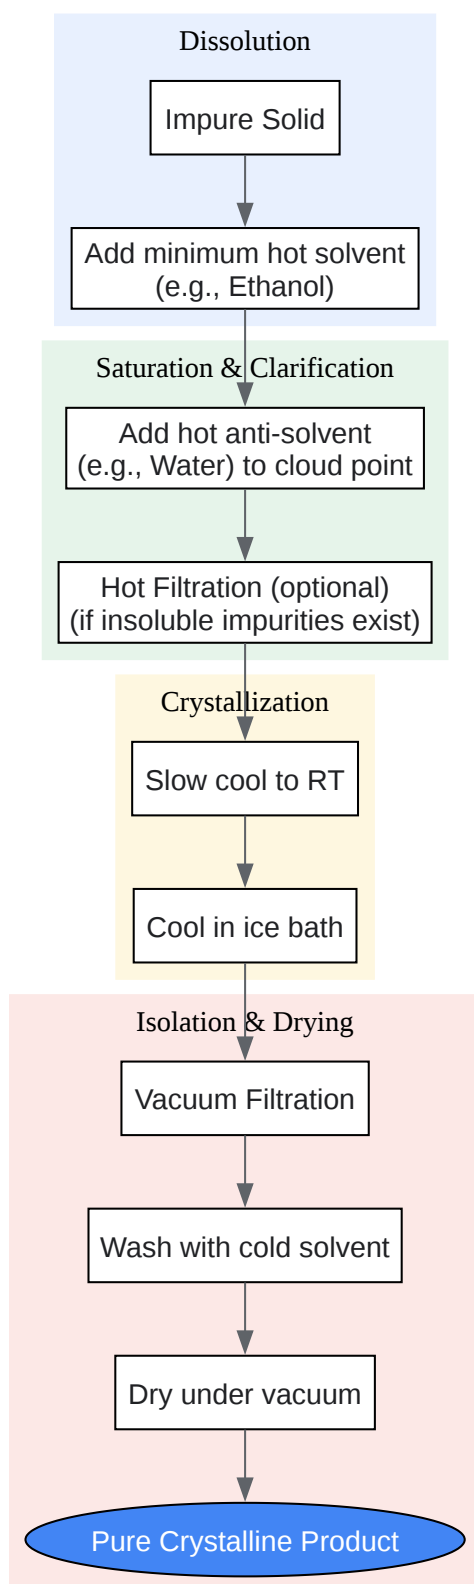 Dissolution
Impure Solid
Add minimum hot solvent
(e.g., Ethanol)
Saturation & Clarification
Add hot anti-solvent
(e.g., Water) to cloud point
Hot Filtration (optional)
(if insoluble impurities exist)
Crystallization
Slow cool to RT
Cool in ice bath
Isolation & Drying
Vacuum Filtration
Wash with cold solvent
Dry under vacuum
Pure Crystalline Product